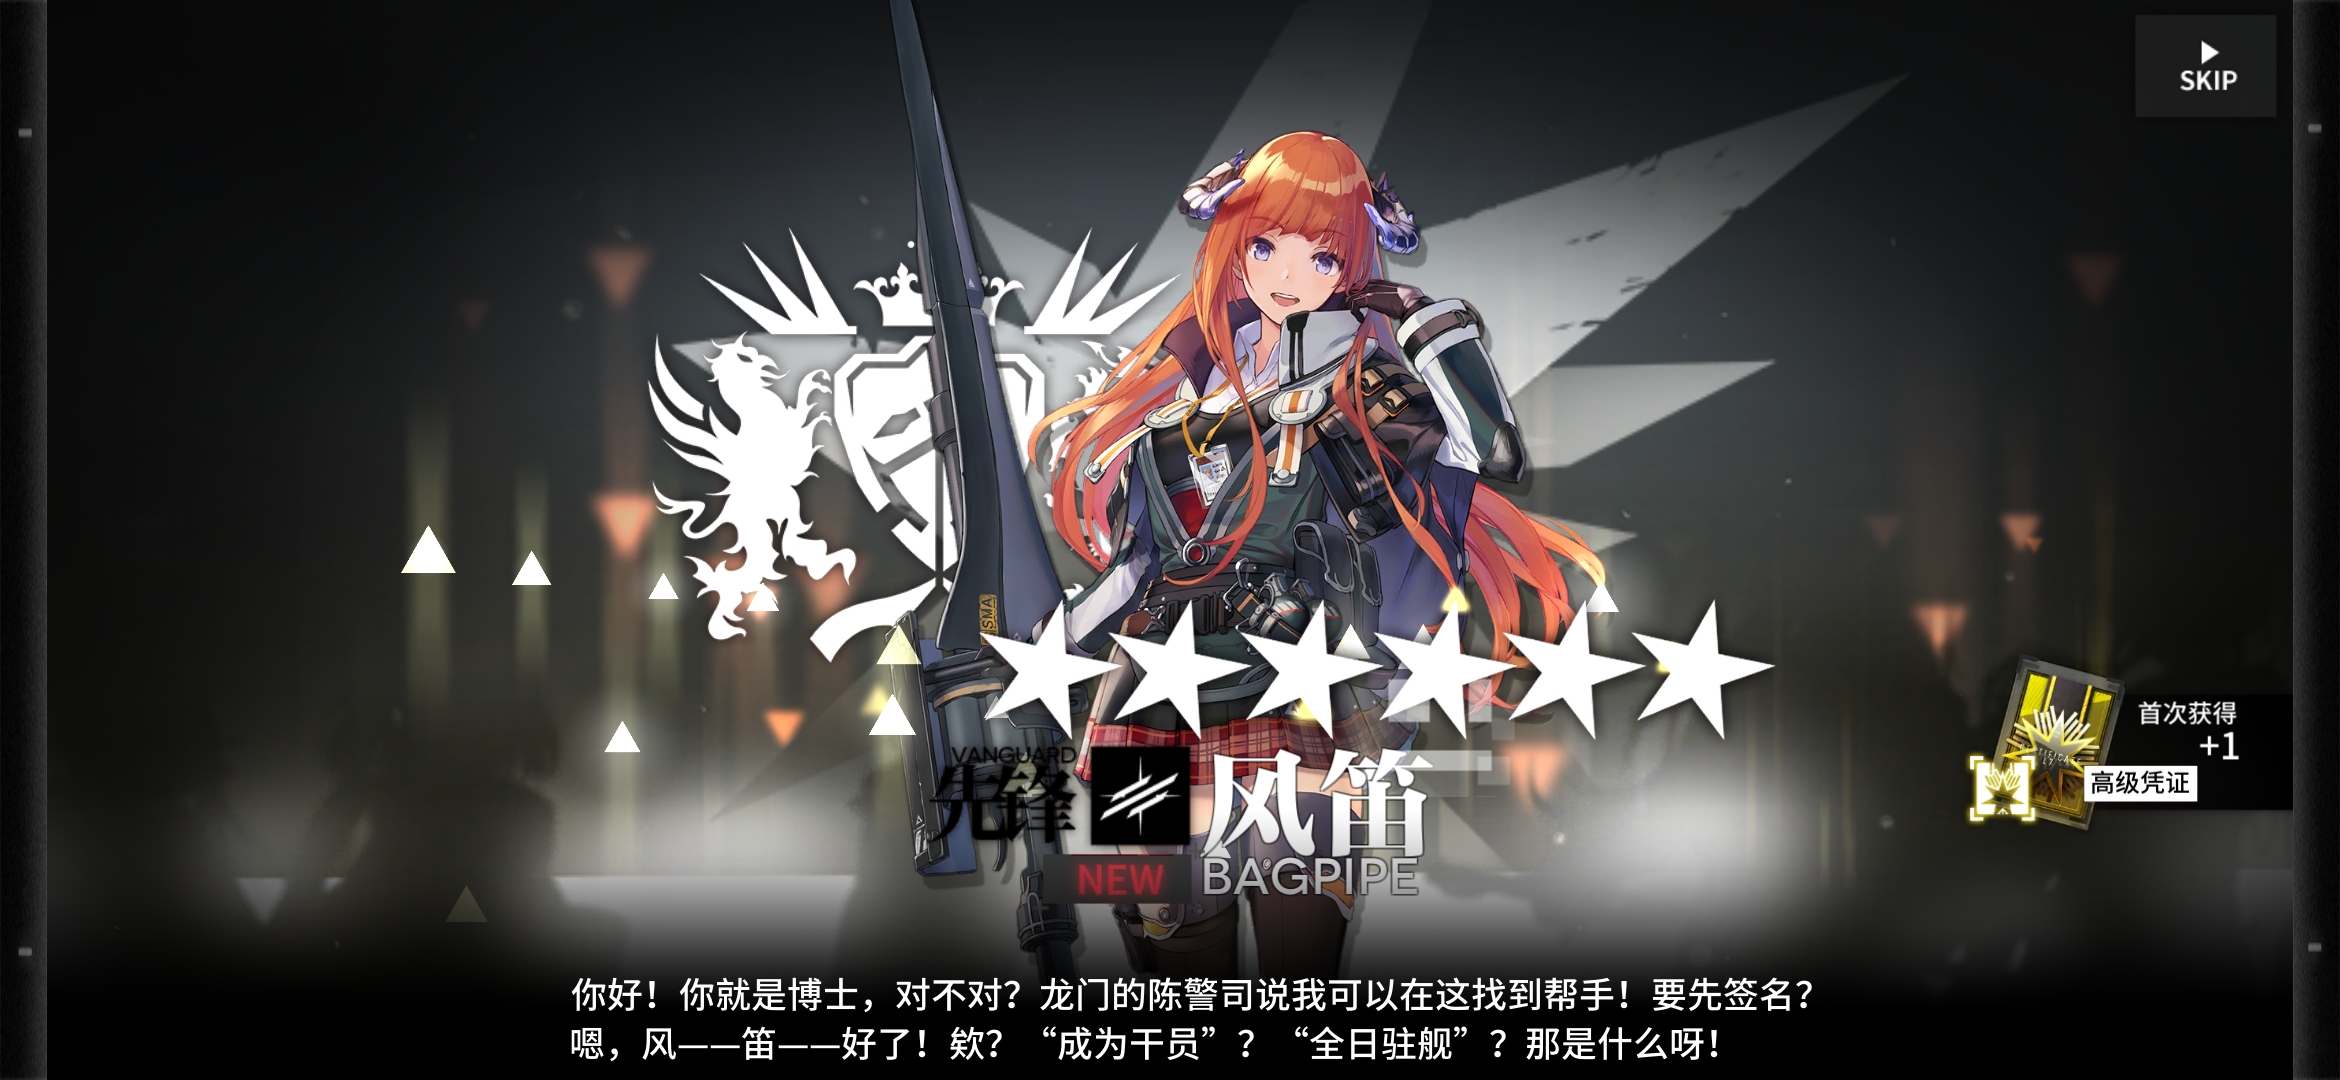 SKIP
SMA
首次获得
+1
高级凭证
VANGUARD
先锋
风笛
NEW
BAGPIPE
你好！你就是博士，对不对？龙门的陈警司说我可以在这找到帮手！要先签名？
嗯，风——笛——好了！欸？“成为干员”？“全日驻舰”？那是什么呀！